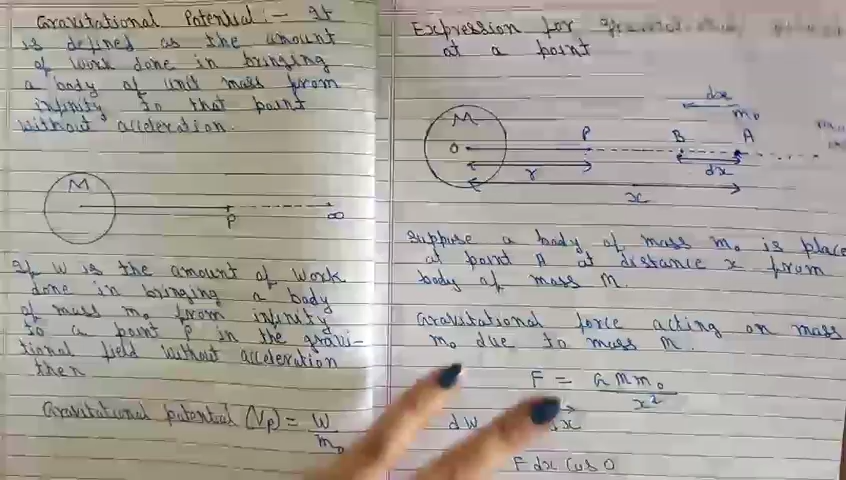 Gravitational Potential :- It
is defined as the amount
of work done in bringing
a body of unit mass from
infinity to that point
without acceleration.
M
P
∞
If W is the amount of work
done in bringing a body
of mass m₀ from infinity
to a point P in the gravi-
tional field without acceleration
then
Gravitational potential (Vp) = W/m₀
Expression for
at a point
dx
m₀
M
O
P
B
A
r
dx
x
Suppose a body of mass m₀ is place
at point A at distance x from
body of mass M.
Gravitational force acting on mass
m₀ due to mass M.
F = G M m₀/x²
dW
F dx Cos 0